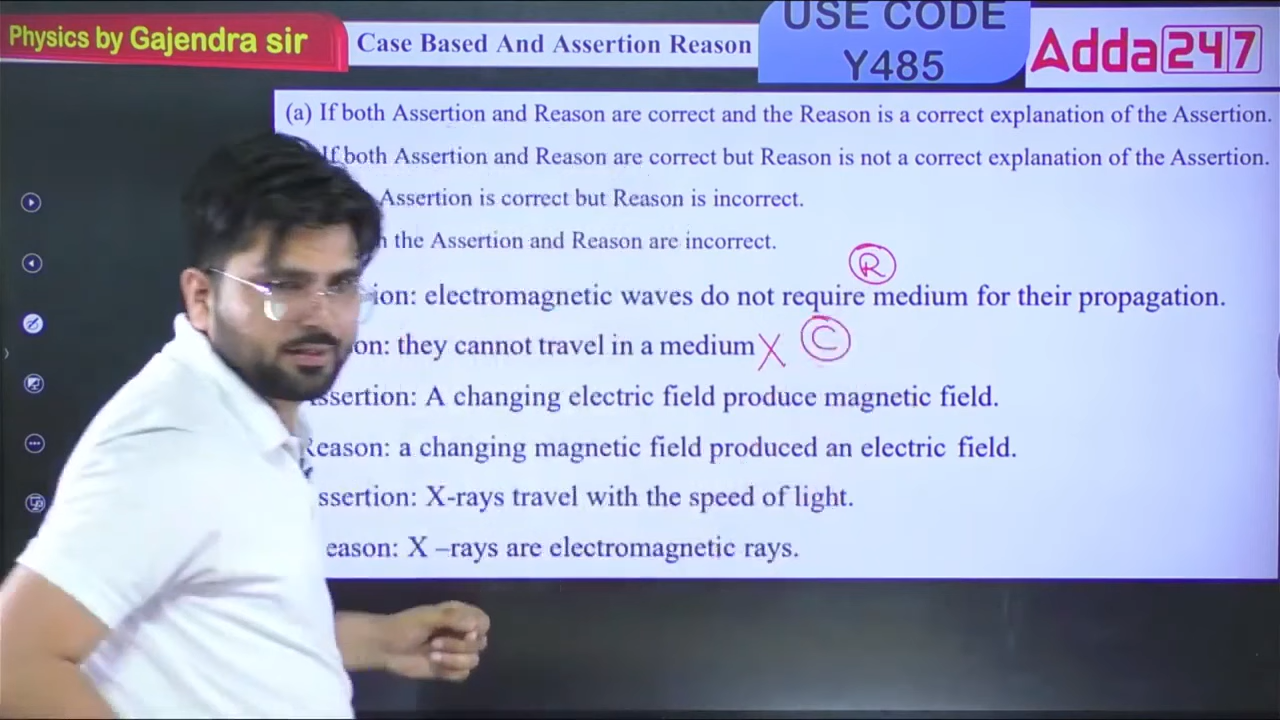 Physics by Gajendra sir
Case Based And Assertion Reason
USE CODE
Y485
Adda247
(a) If both Assertion and Reason are correct and the Reason is a correct explanation of the Assertion.
If both Assertion and Reason are correct but Reason is not a correct explanation of the Assertion.
Assertion is correct but Reason is incorrect.
the Assertion and Reason are incorrect.
R
ion: electromagnetic waves do not require medium for their propagation.
on: they cannot travel in a medium X C
ssertion: A changing electric field produce magnetic field.
Reason: a changing magnetic field produced an electric field.
ssertion: X-rays travel with the speed of light.
eason: X –rays are electromagnetic rays.